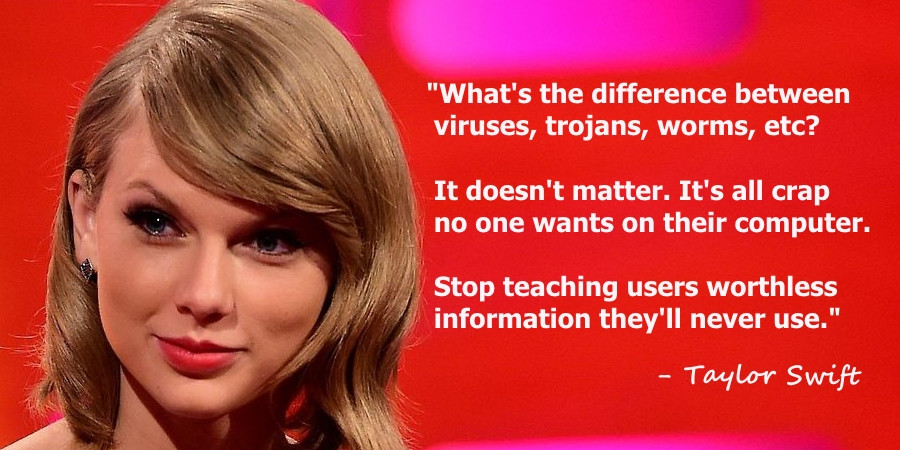 "What's the difference between
viruses, trojans, worms, etc?
It doesn't matter. It's all crap
no one wants on their computer.
Stop teaching users worthless
information they'll never use."
- Taylor Swift